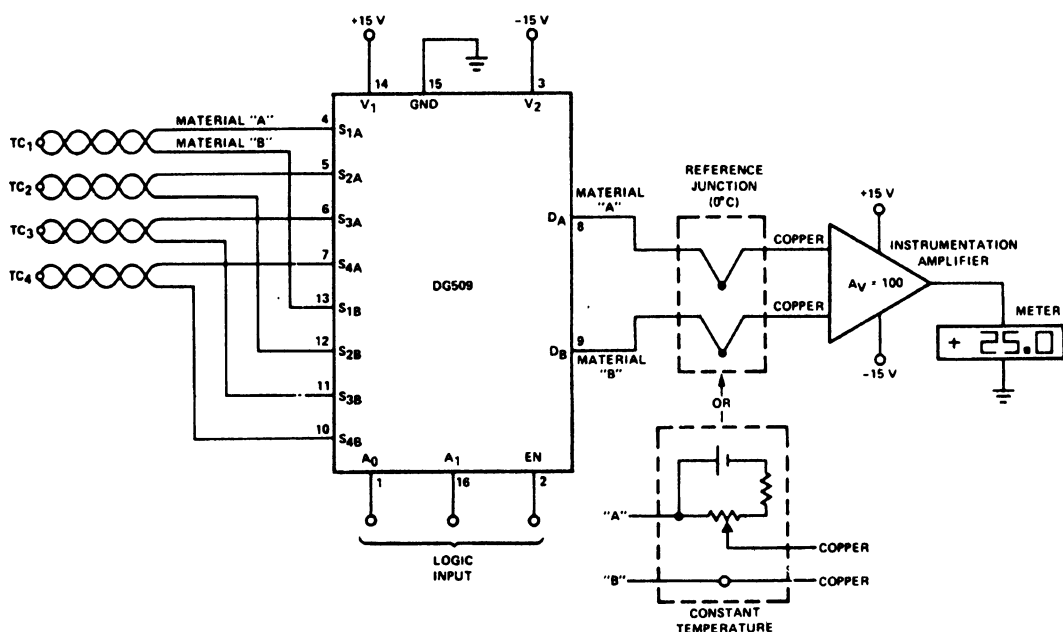 +15 V
-15 V
14
15
3
V1
GND
V2
MATERIAL "A"
4
S1A
TC1
MATERIAL "B"
5
S2A
TC2
6
S3A
TC3
7
S4A
TC4
DG509
13
S1B
12
S2B
11
S3B
10
S4B
A0
A1
EN
1
16
2
LOGIC
INPUT
MATERIAL
"A"
DA
8
9
DB
MATERIAL
"B"
REFERENCE
JUNCTION
(0°C)
COPPER
COPPER
+15 V
INSTRUMENTATION
AMPLIFIER
AV = 100
-15 V
METER
+ 25.0
OR
"A"
COPPER
"B"
COPPER
CONSTANT
TEMPERATURE